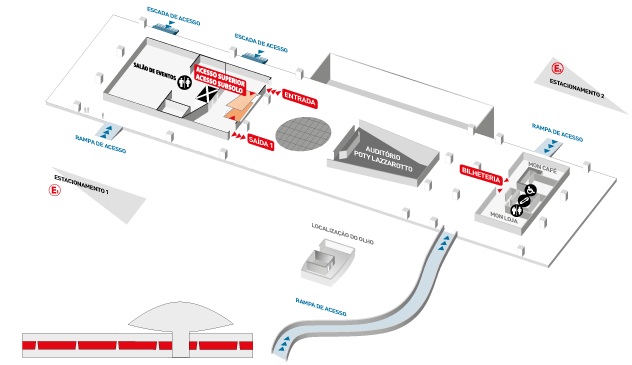 ESCADA DE ACESSO
ESCADA DE ACESSO
SALÃO DE EVENTOS
ACESSO SUPERIOR
ACESSO SUBSOLO
ENTRADA
E2
ESTACIONAMENTO 2
RAMPA DE ACESSO
SAÍDA 1
RAMPA DE ACESSO
AUDITÓRIO
POTY LAZZAROTTO
BILHETERIA
MON CAFÉ
MON LOJA
E1
ESTACIONAMENTO 1
LOCALIZAÇÃO DO OLHO
RAMPA DE ACESSO